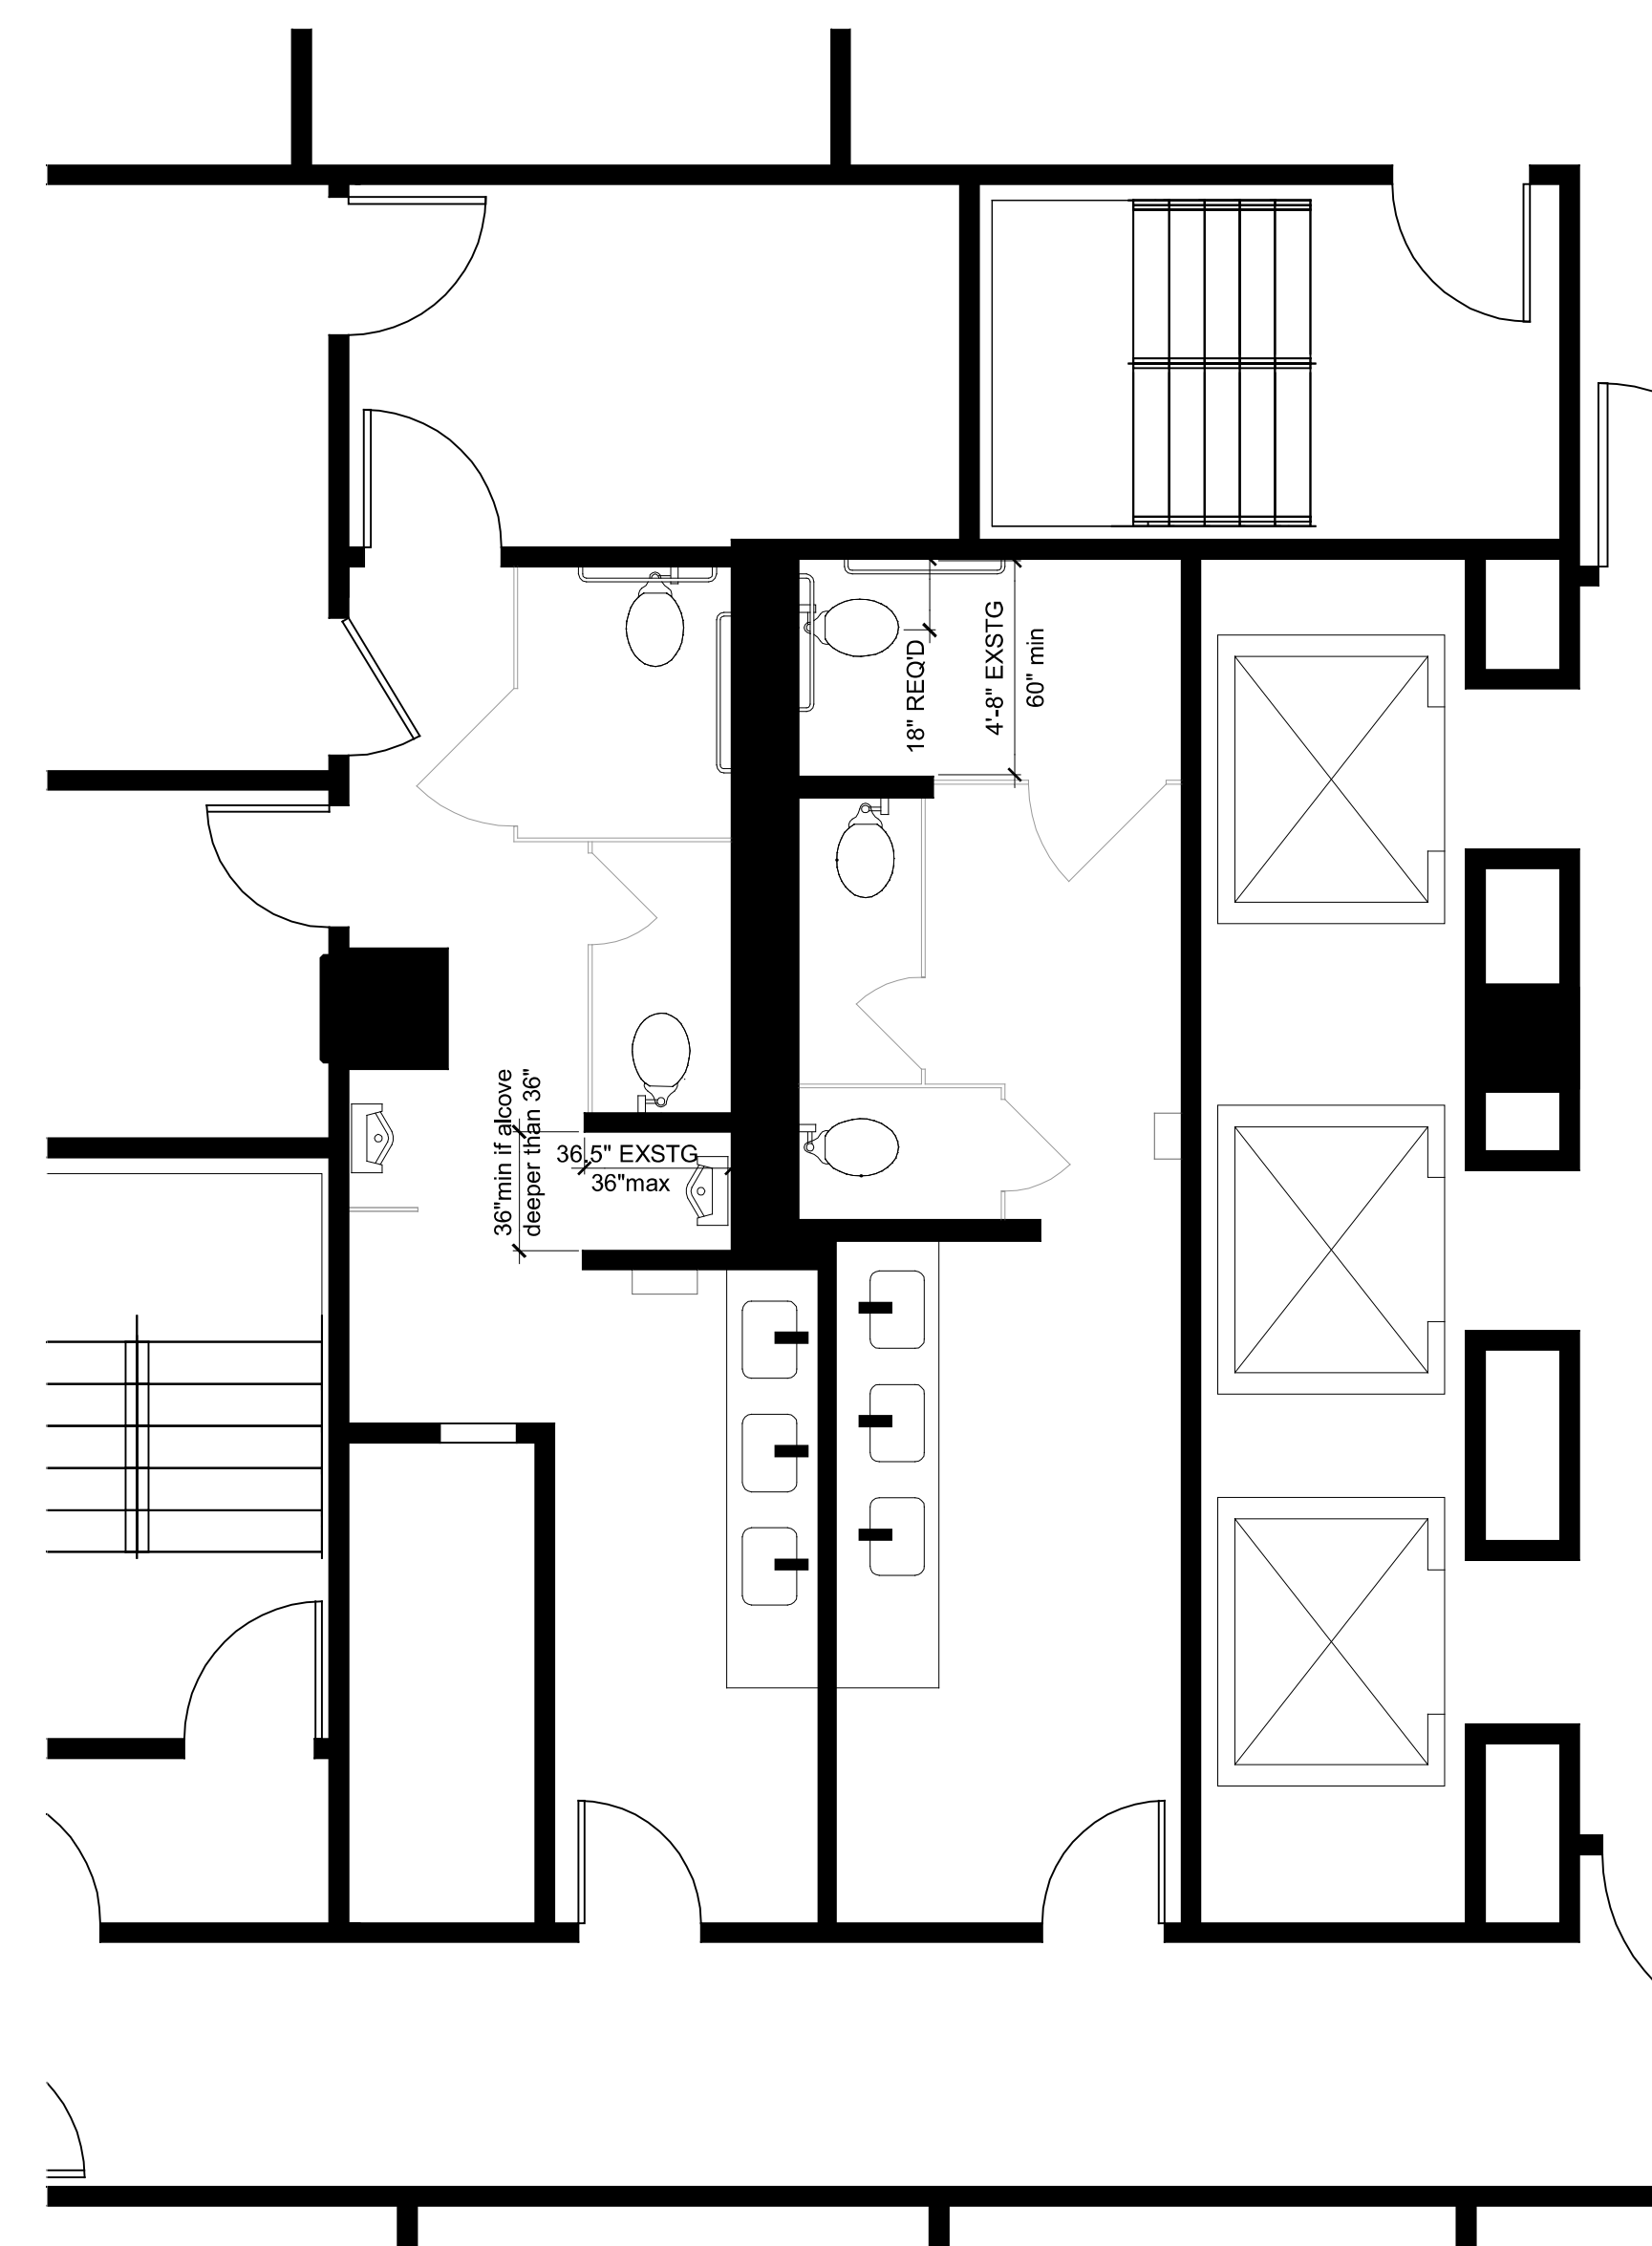 18" REQ'D
4'-8" EXSTG
60" min
36"min if alcove
deeper than 36"
36.5" EXSTG
36"max